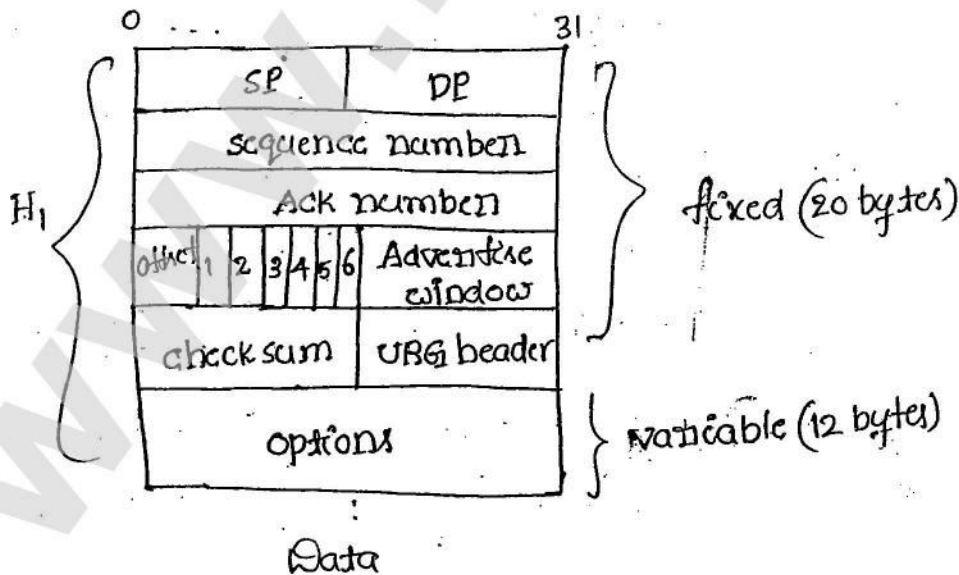 0 .... 31
SP DP
sequence number
H1
Ack number
fixed (20 bytes)
offset 1 2 3 4 5 6 Advertise
window
checksum URG header
options
variable (12 bytes)
Data